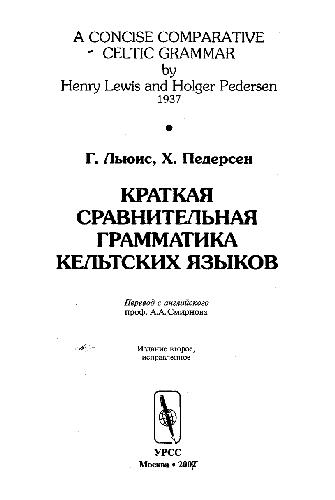 A CONCISE COMPARATIVE
CELTIC GRAMMAR
by
Henry Lewis and Holger Pedersen
1937
Г. Льюис, Х. Педерсен
КРАТКАЯ
СРАВНИТЕЛЬНАЯ
ГРАММАТИКА
КЕЛЬТСКИХ ЯЗЫКОВ
Перевод с английского
проф. А.А.Смирнова
Издание второе,
исправленное
УРСС
Москва •